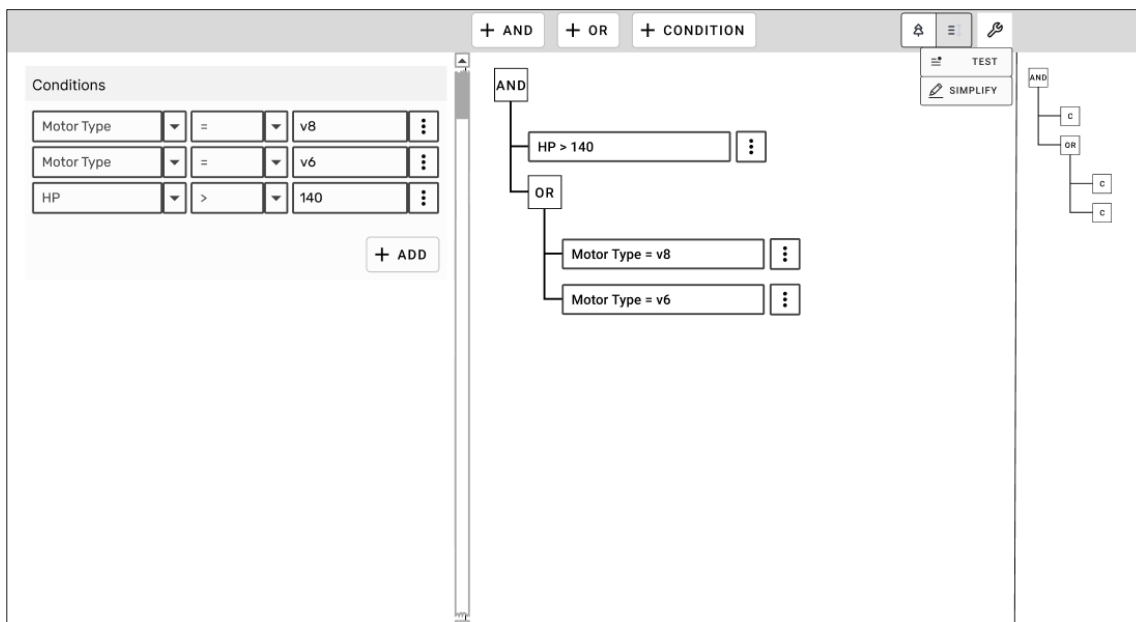 + AND + OR + CONDITION
TEST
SIMPLIFY
Conditions
Motor Type = v8
Motor Type = v6
HP > 140
+ ADD
AND
HP > 140
OR
Motor Type = v8
Motor Type = v6
AND
C
OR
C
C